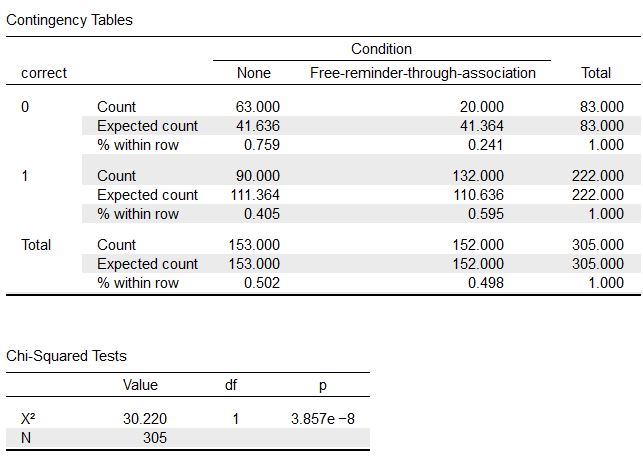 Contingency Tables
Condition
correct None Free-reminder-through-association Total
0 Count 63.000 20.000 83.000
Expected count 41.636 41.364 83.000
% within row 0.759 0.241 1.000
1 Count 90.000 132.000 222.000
Expected count 111.364 110.636 222.000
% within row 0.405 0.595 1.000
Total Count 153.000 152.000 305.000
Expected count 153.000 152.000 305.000
% within row 0.502 0.498 1.000
Chi-Squared Tests
Value df p
X² 30.220 1 3.857e −8
N 305